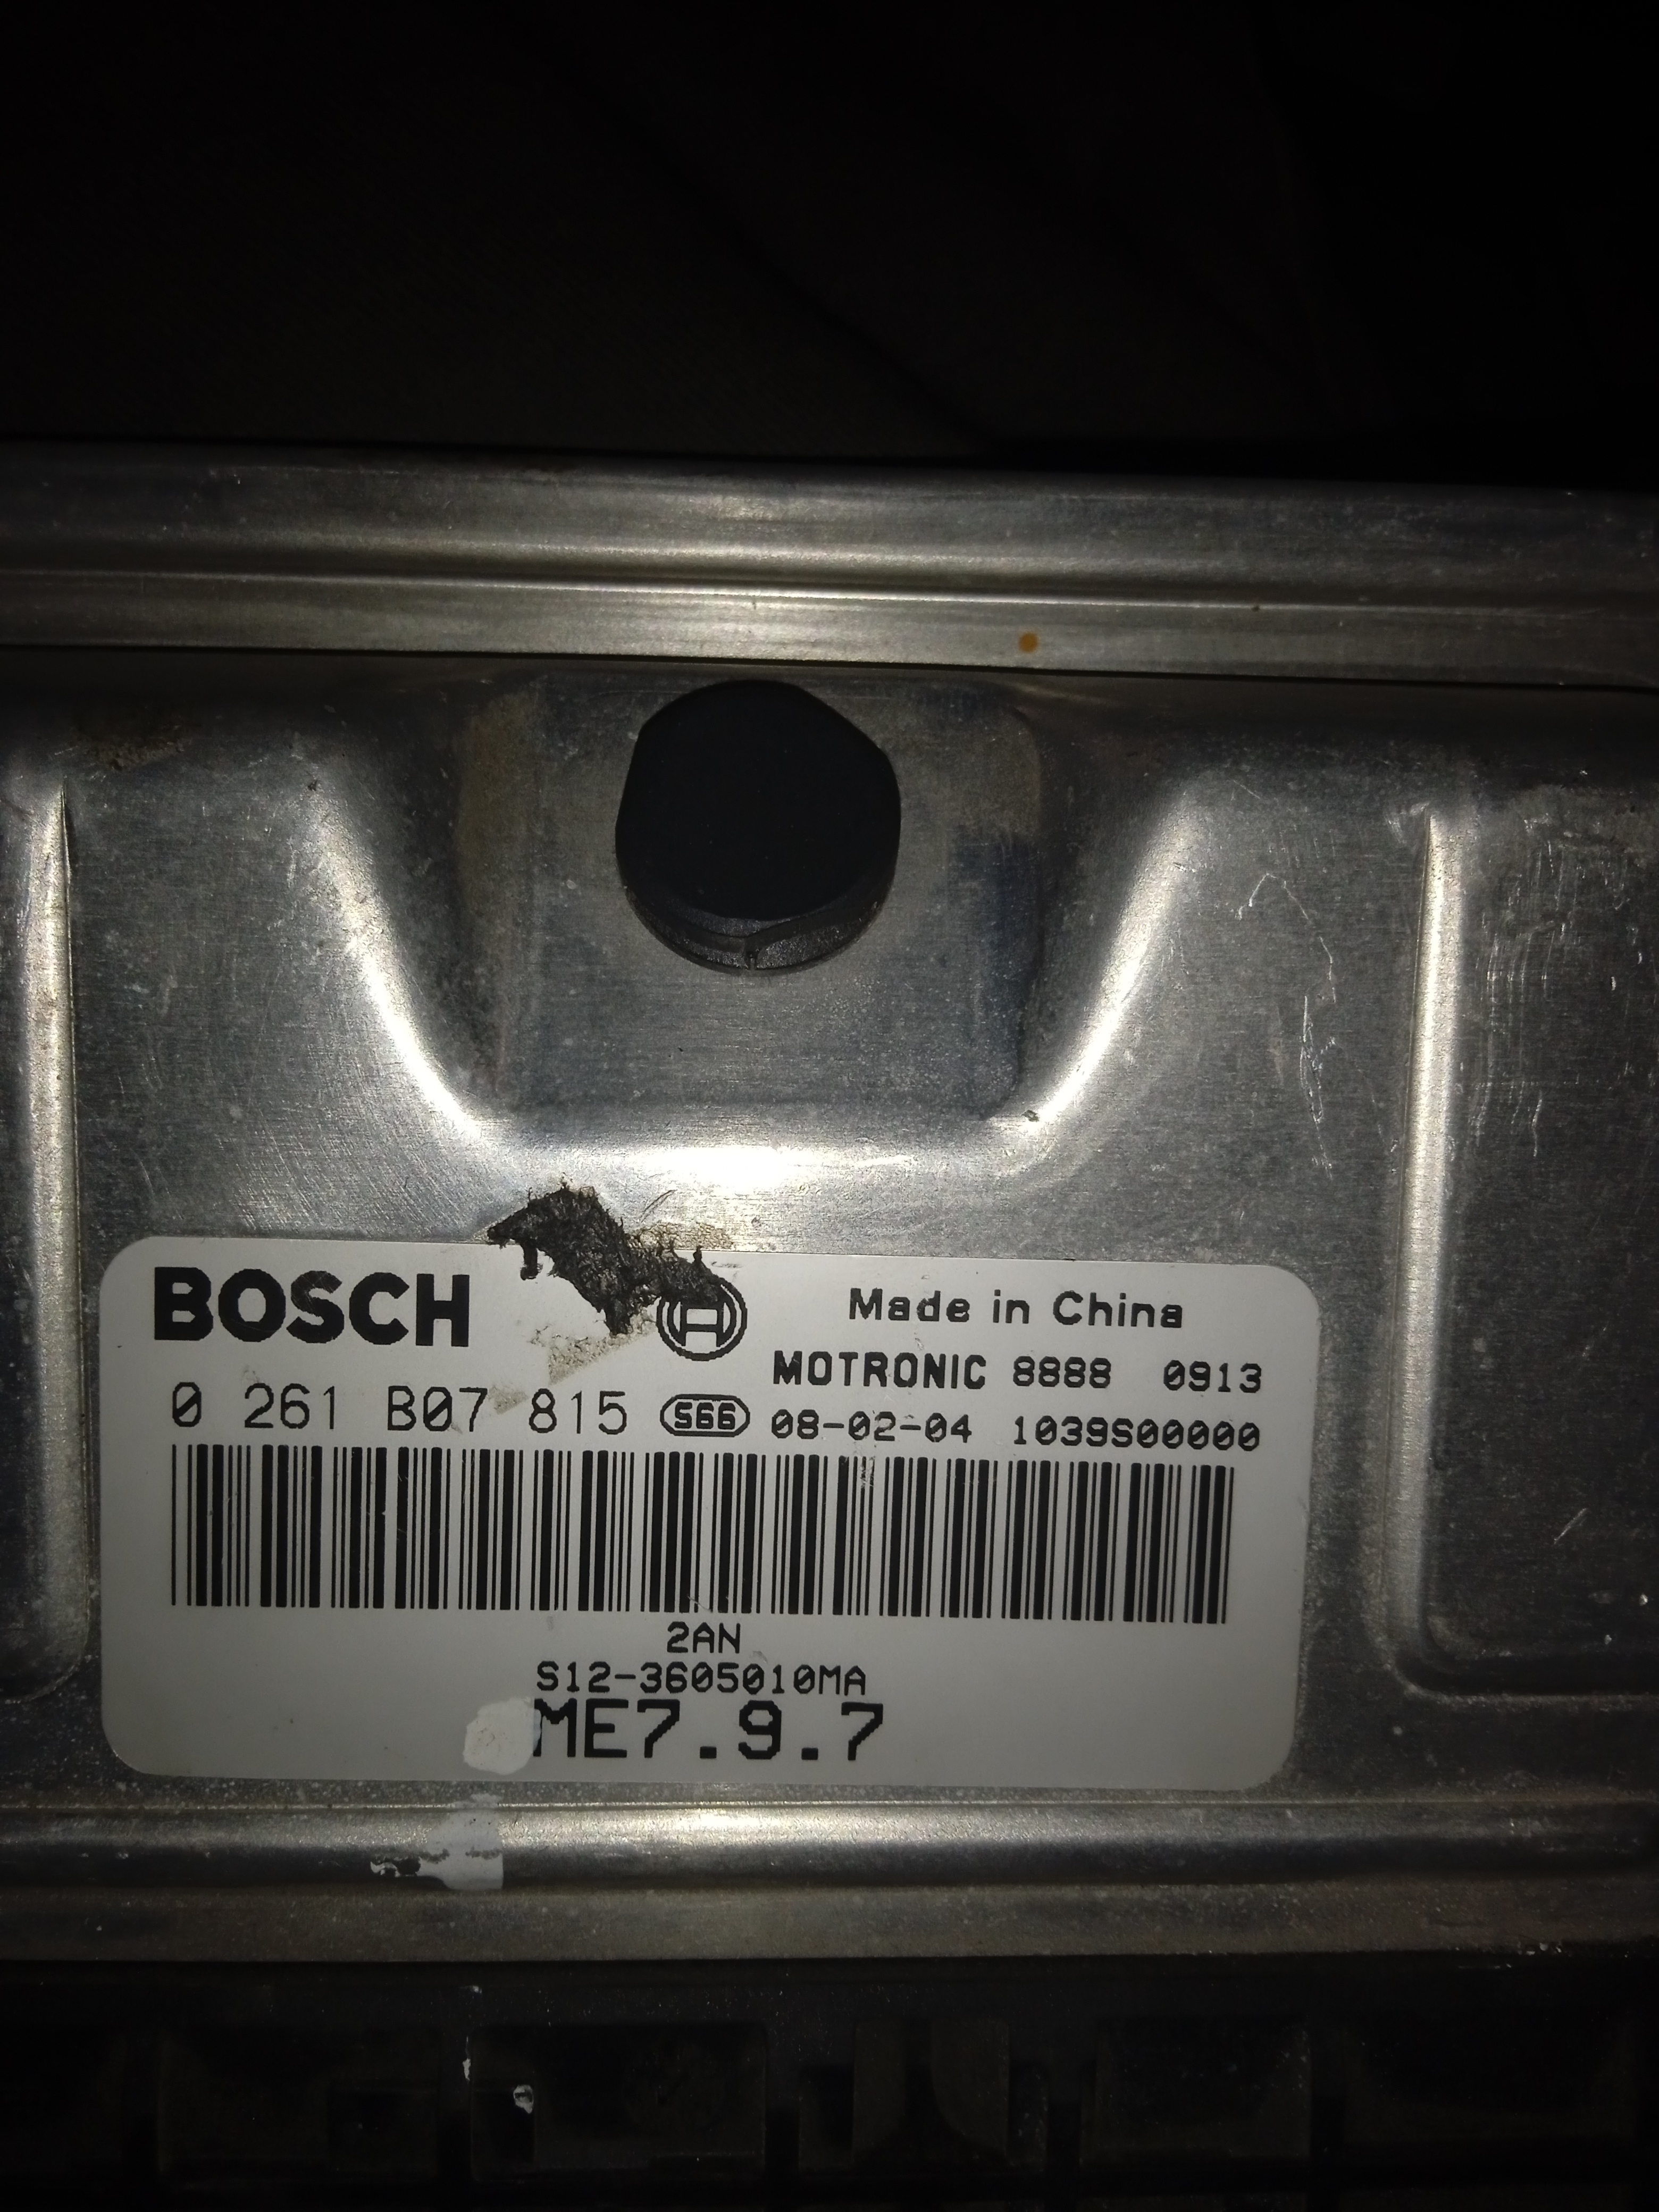 BOSCH
Made in China
MOTRONIC 8888 0913
0 261 B07 815 S66 08-02-04 1039S00000
2AN
S12-3605010MA
ME7.9.7